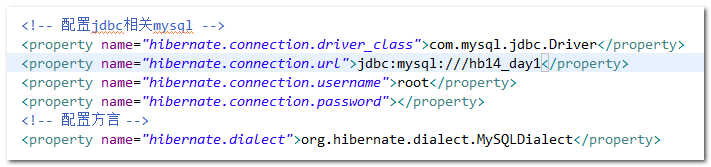 <!-- 配置jdbc相关mysql -->
<property name="hibernate.connection.driver_class">com.mysql.jdbc.Driver</property>
<property name="hibernate.connection.url">jdbc:mysql:///hb14_day1</property>
<property name="hibernate.connection.username">root</property>
<property name="hibernate.connection.password"></property>
<!-- 配置方言 -->
<property name="hibernate.dialect">org.hibernate.dialect.MySQLDialect</property>